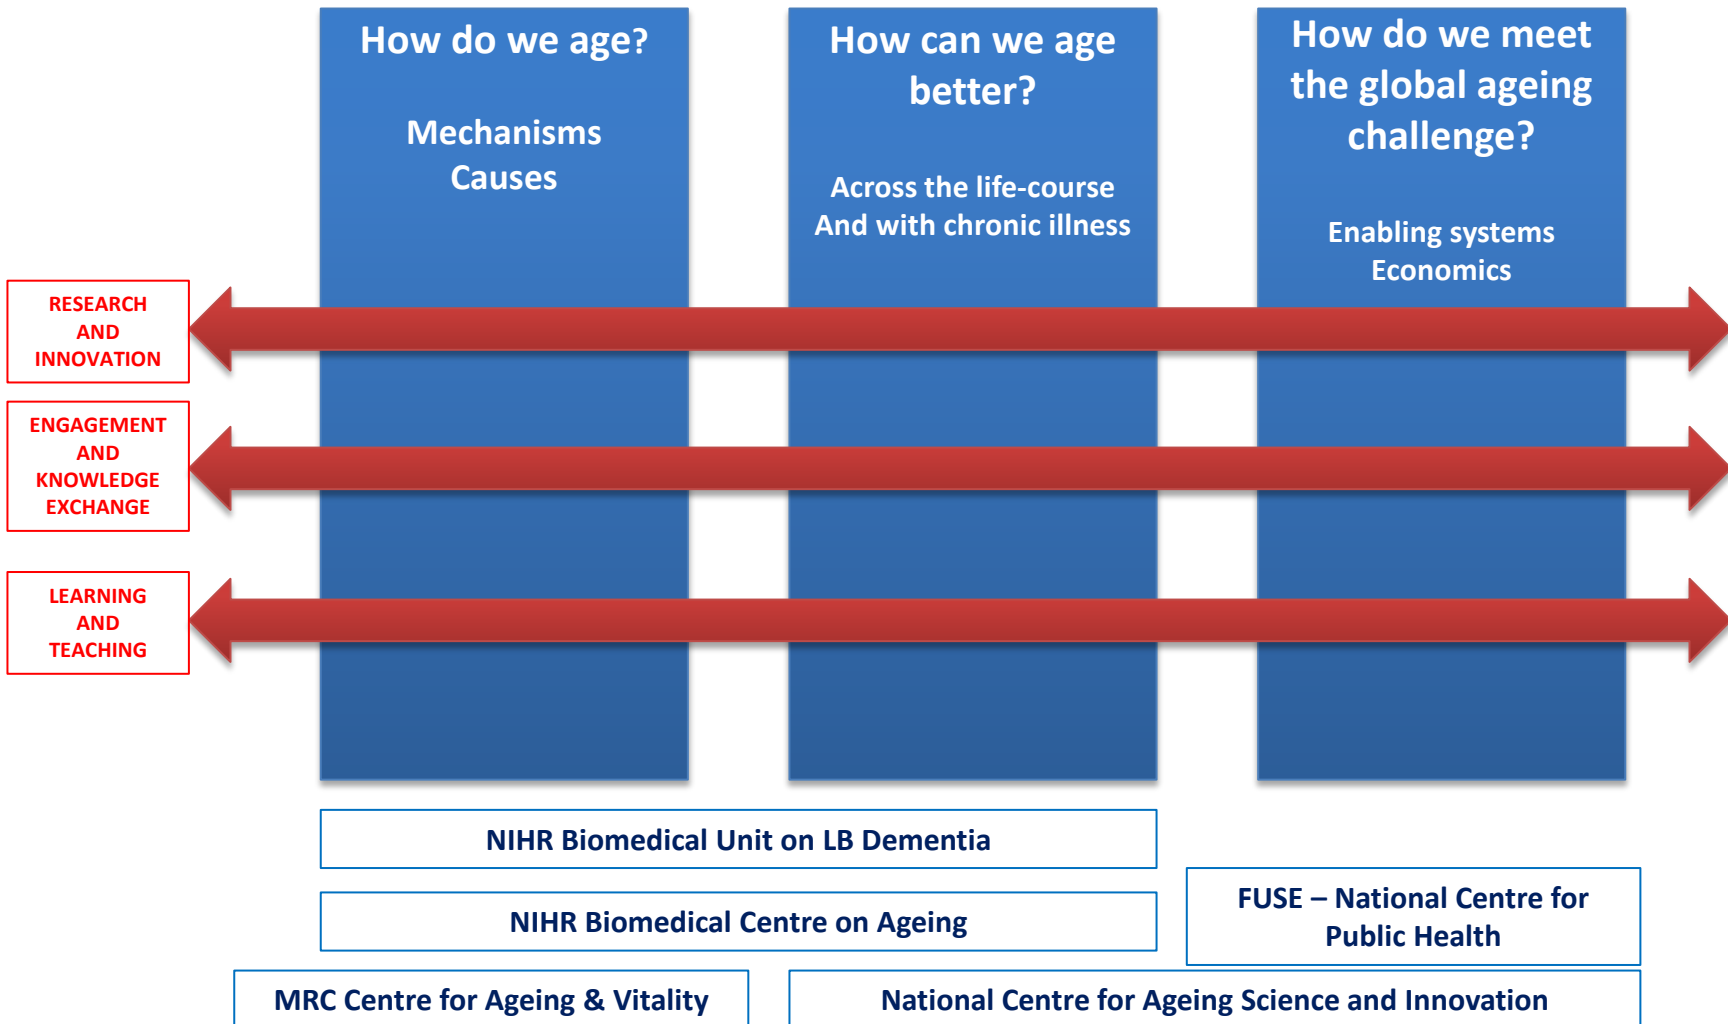 How do we age?
Mechanisms
Causes
How can we age
better?
Across the life-course
And with chronic illness
How do we meet
the global ageing
challenge?
Enabling systems
Economics
RESEARCH
AND
INNOVATION
ENGAGEMENT
AND
KNOWLEDGE
EXCHANGE
LEARNING
AND
TEACHING
NIHR Biomedical Unit on LB Dementia
NIHR Biomedical Centre on Ageing
FUSE – National Centre for
Public Health
MRC Centre for Ageing & Vitality
National Centre for Ageing Science and Innovation